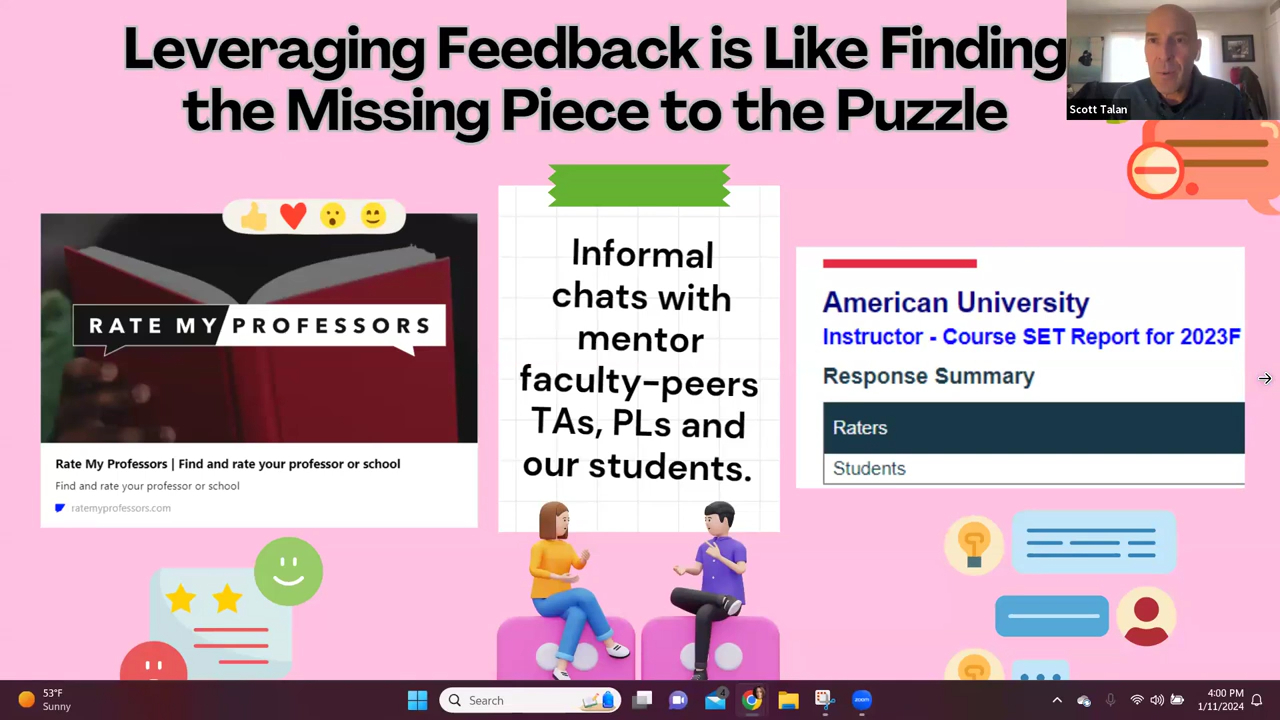 Leveraging Feedback is Like Finding
the Missing Piece to the Puzzle
Scott Talan
RATE MY PROFESSORS
Rate My Professors | Find and rate your professor or school
Find and rate your professor or school
ratemyprofessors.com
Informal
chats with
mentor
faculty-peers
TAs, PLs and
our students.
American University
Instructor - Course SET Report for 2023F
Response Summary
Raters
Students
53°F
Sunny
Search
4
zoom
4:00 PM
1/11/2024